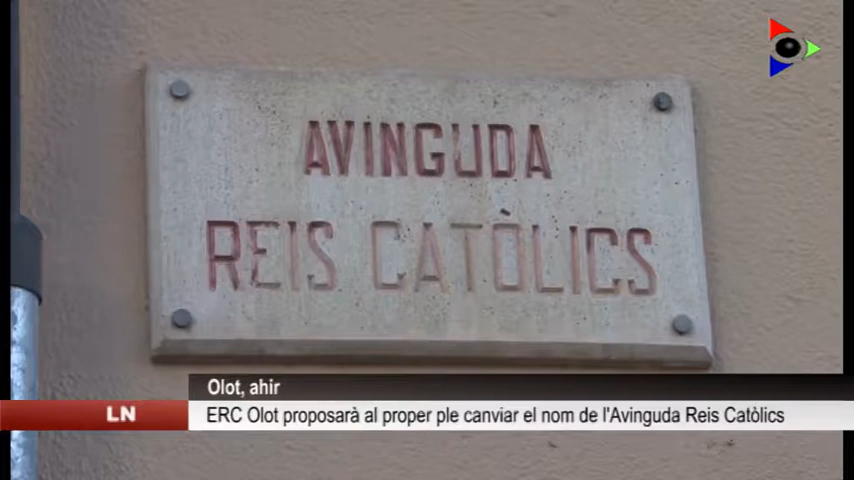 AVINGUDA
REIS CATÒLICS
Olot, ahir
LN
ERC Olot proposarà al proper ple canviar el nom de l'Avinguda Reis Catòlics